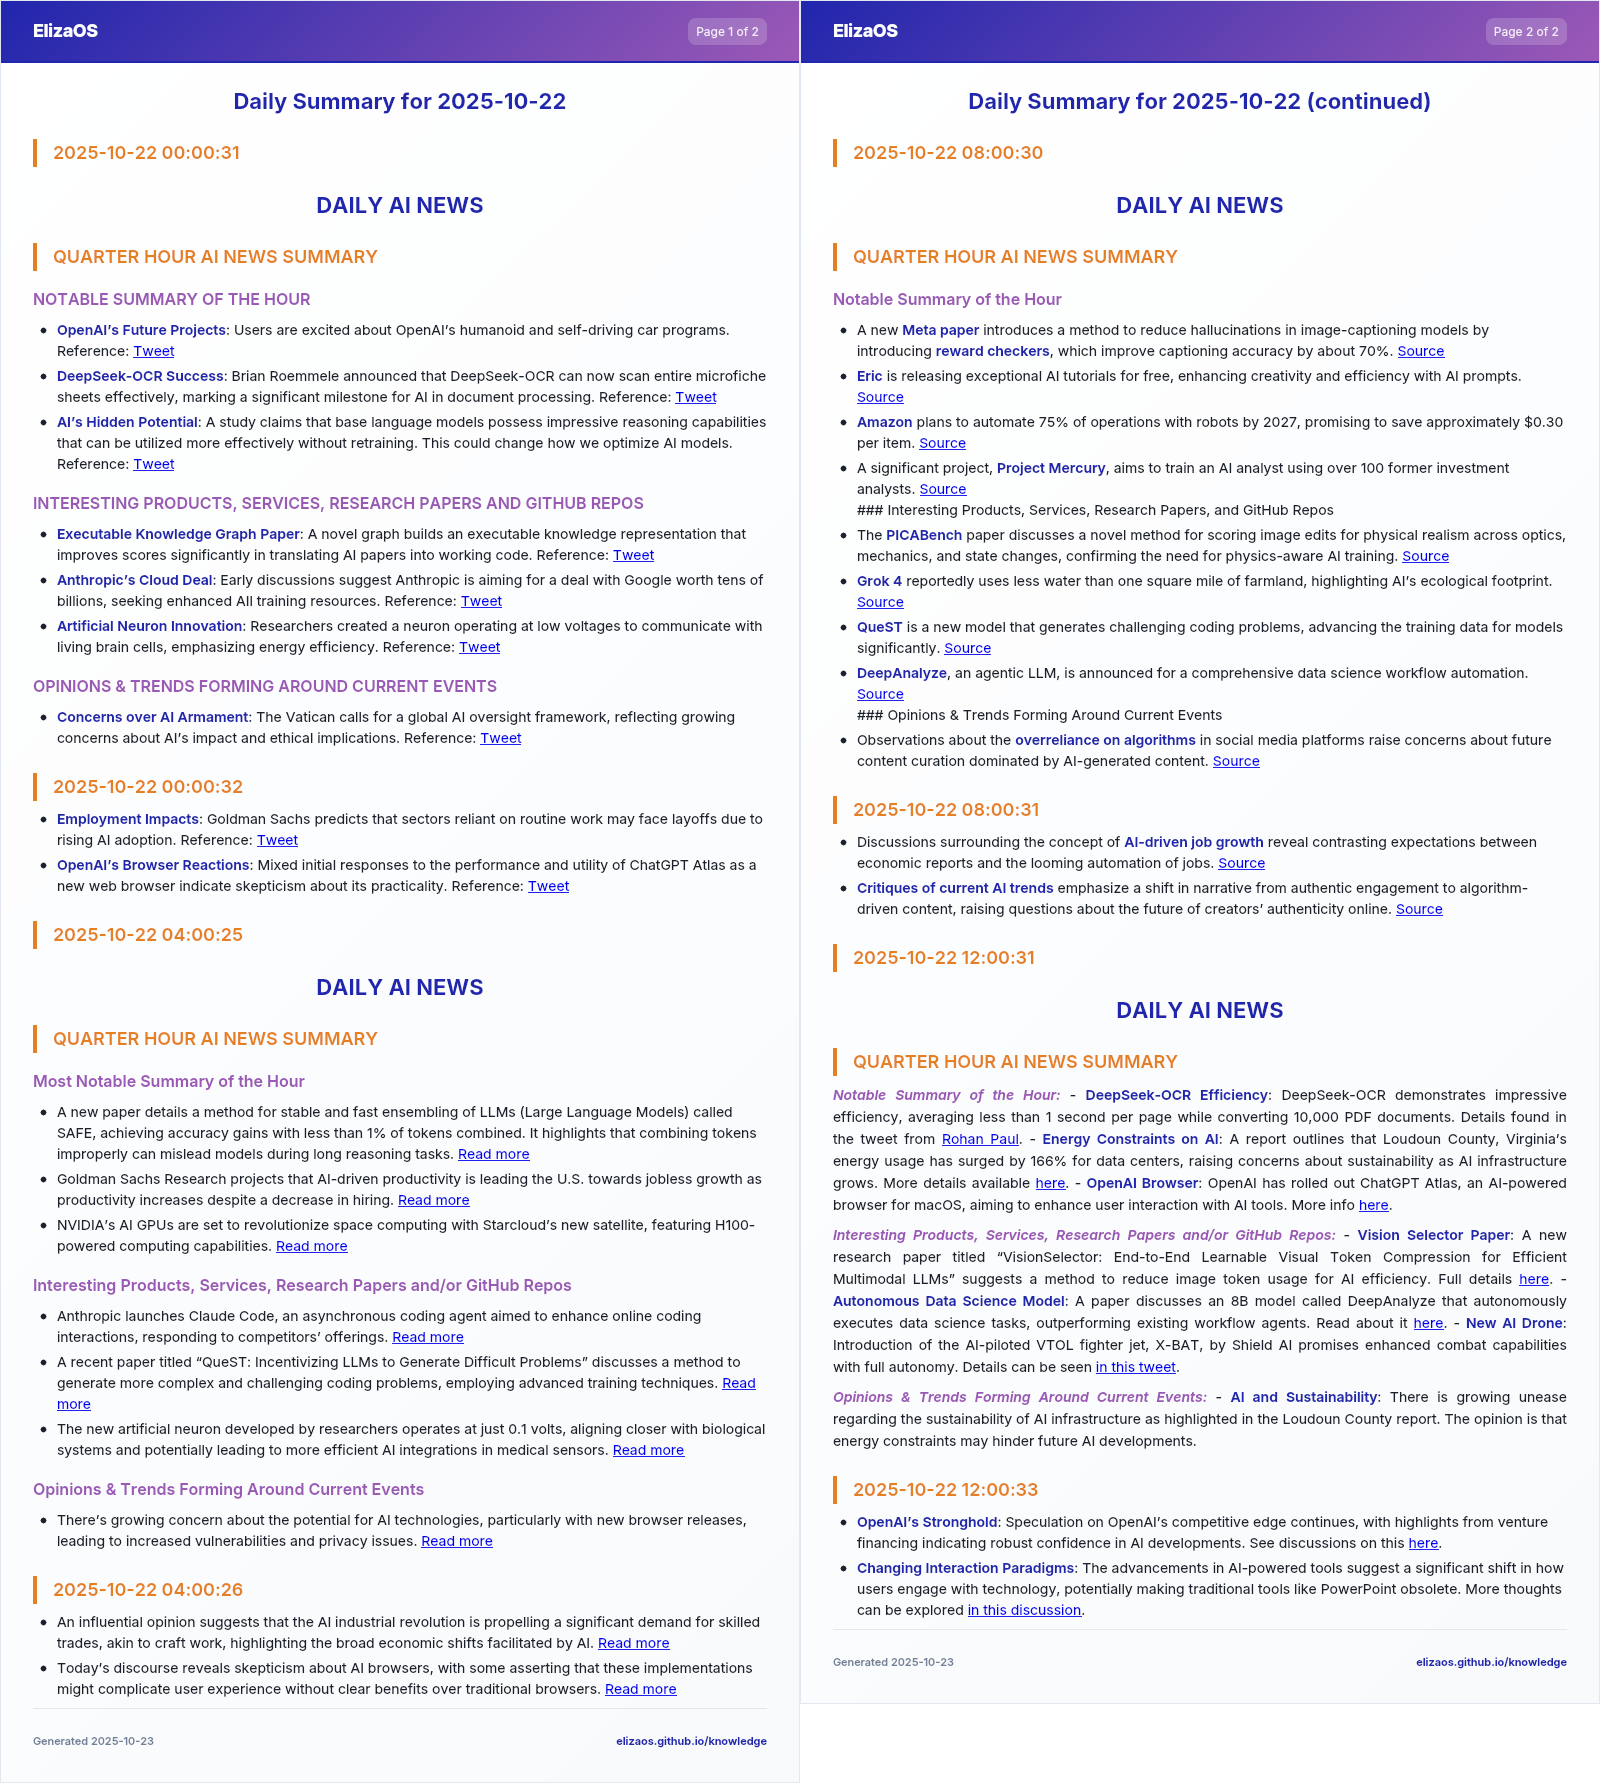 ElizaOS
Page 1 of 2
Daily Summary for 2025-10-22
2025-10-22 00:00:31
DAILY AI NEWS
QUARTER HOUR AI NEWS SUMMARY
NOTABLE SUMMARY OF THE HOUR
• OpenAI’s Future Projects: Users are excited about OpenAI’s humanoid and self-driving car programs.
Reference: Tweet
• DeepSeek-OCR Success: Brian Roemmele announced that DeepSeek-OCR can now scan entire microfiche
sheets effectively, marking a significant milestone for AI in document processing. Reference: Tweet
• AI’s Hidden Potential: A study claims that base language models possess impressive reasoning capabilities
that can be utilized more effectively without retraining. This could change how we optimize AI models.
Reference: Tweet
INTERESTING PRODUCTS, SERVICES, RESEARCH PAPERS AND GITHUB REPOS
• Executable Knowledge Graph Paper: A novel graph builds an executable knowledge representation that
improves scores significantly in translating AI papers into working code. Reference: Tweet
• Anthropic’s Cloud Deal: Early discussions suggest Anthropic is aiming for a deal with Google worth tens of
billions, seeking enhanced AIl training resources. Reference: Tweet
• Artificial Neuron Innovation: Researchers created a neuron operating at low voltages to communicate with
living brain cells, emphasizing energy efficiency. Reference: Tweet
OPINIONS & TRENDS FORMING AROUND CURRENT EVENTS
• Concerns over AI Armament: The Vatican calls for a global AI oversight framework, reflecting growing
concerns about AI’s impact and ethical implications. Reference: Tweet
2025-10-22 00:00:32
• Employment Impacts: Goldman Sachs predicts that sectors reliant on routine work may face layoffs due to
rising AI adoption. Reference: Tweet
• OpenAI’s Browser Reactions: Mixed initial responses to the performance and utility of ChatGPT Atlas as a
new web browser indicate skepticism about its practicality. Reference: Tweet
2025-10-22 04:00:25
DAILY AI NEWS
QUARTER HOUR AI NEWS SUMMARY
Most Notable Summary of the Hour
• A new paper details a method for stable and fast ensembling of LLMs (Large Language Models) called
SAFE, achieving accuracy gains with less than 1% of tokens combined. It highlights that combining tokens
improperly can mislead models during long reasoning tasks. Read more
• Goldman Sachs Research projects that AI-driven productivity is leading the U.S. towards jobless growth as
productivity increases despite a decrease in hiring. Read more
• NVIDIA’s AI GPUs are set to revolutionize space computing with Starcloud’s new satellite, featuring H100-
powered computing capabilities. Read more
Interesting Products, Services, Research Papers and/or GitHub Repos
• Anthropic launches Claude Code, an asynchronous coding agent aimed to enhance online coding
interactions, responding to competitors’ offerings. Read more
• A recent paper titled “QueST: Incentivizing LLMs to Generate Difficult Problems” discusses a method to
generate more complex and challenging coding problems, employing advanced training techniques. Read
more
• The new artificial neuron developed by researchers operates at just 0.1 volts, aligning closer with biological
systems and potentially leading to more efficient AI integrations in medical sensors. Read more
Opinions & Trends Forming Around Current Events
• There’s growing concern about the potential for AI technologies, particularly with new browser releases,
leading to increased vulnerabilities and privacy issues. Read more
2025-10-22 04:00:26
• An influential opinion suggests that the AI industrial revolution is propelling a significant demand for skilled
trades, akin to craft work, highlighting the broad economic shifts facilitated by AI. Read more
• Today’s discourse reveals skepticism about AI browsers, with some asserting that these implementations
might complicate user experience without clear benefits over traditional browsers. Read more
Generated 2025-10-23
elizaos.github.io/knowledge
ElizaOS
Page 2 of 2
Daily Summary for 2025-10-22 (continued)
2025-10-22 08:00:30
DAILY AI NEWS
QUARTER HOUR AI NEWS SUMMARY
Notable Summary of the Hour
• A new Meta paper introduces a method to reduce hallucinations in image-captioning models by
introducing reward checkers, which improve captioning accuracy by about 70%. Source
• Eric is releasing exceptional AI tutorials for free, enhancing creativity and efficiency with AI prompts.
Source
• Amazon plans to automate 75% of operations with robots by 2027, promising to save approximately $0.30
per item. Source
• A significant project, Project Mercury, aims to train an AI analyst using over 100 former investment
analysts. Source
### Interesting Products, Services, Research Papers, and GitHub Repos
• The PICABench paper discusses a novel method for scoring image edits for physical realism across optics,
mechanics, and state changes, confirming the need for physics-aware AI training. Source
• Grok 4 reportedly uses less water than one square mile of farmland, highlighting AI’s ecological footprint.
Source
• QueST is a new model that generates challenging coding problems, advancing the training data for models
significantly. Source
• DeepAnalyze, an agentic LLM, is announced for a comprehensive data science workflow automation.
Source
### Opinions & Trends Forming Around Current Events
• Observations about the overreliance on algorithms in social media platforms raise concerns about future
content curation dominated by AI-generated content. Source
2025-10-22 08:00:31
• Discussions surrounding the concept of AI-driven job growth reveal contrasting expectations between
economic reports and the looming automation of jobs. Source
• Critiques of current AI trends emphasize a shift in narrative from authentic engagement to algorithm-
driven content, raising questions about the future of creators’ authenticity online. Source
2025-10-22 12:00:31
DAILY AI NEWS
QUARTER HOUR AI NEWS SUMMARY
Notable Summary of the Hour: - DeepSeek-OCR Efficiency: DeepSeek-OCR demonstrates impressive
efficiency, averaging less than 1 second per page while converting 10,000 PDF documents. Details found in
the tweet from Rohan Paul. - Energy Constraints on AI: A report outlines that Loudoun County, Virginia’s
energy usage has surged by 166% for data centers, raising concerns about sustainability as AI infrastructure
grows. More details available here. - OpenAI Browser: OpenAI has rolled out ChatGPT Atlas, an AI-powered
browser for macOS, aiming to enhance user interaction with AI tools. More info here.
Interesting Products, Services, Research Papers and/or GitHub Repos: - Vision Selector Paper: A new
research paper titled “VisionSelector: End-to-End Learnable Visual Token Compression for Efficient
Multimodal LLMs” suggests a method to reduce image token usage for AI efficiency. Full details here. -
Autonomous Data Science Model: A paper discusses an 8B model called DeepAnalyze that autonomously
executes data science tasks, outperforming existing workflow agents. Read about it here. - New AI Drone:
Introduction of the AI-piloted VTOL fighter jet, X-BAT, by Shield AI promises enhanced combat capabilities
with full autonomy. Details can be seen in this tweet.
Opinions & Trends Forming Around Current Events: - AI and Sustainability: There is growing unease
regarding the sustainability of AI infrastructure as highlighted in the Loudoun County report. The opinion is that
energy constraints may hinder future AI developments.
2025-10-22 12:00:33
• OpenAI’s Stronghold: Speculation on OpenAI’s competitive edge continues, with highlights from venture
financing indicating robust confidence in AI developments. See discussions on this here.
• Changing Interaction Paradigms: The advancements in AI-powered tools suggest a significant shift in how
users engage with technology, potentially making traditional tools like PowerPoint obsolete. More thoughts
can be explored in this discussion.
Generated 2025-10-23
elizaos.github.io/knowledge